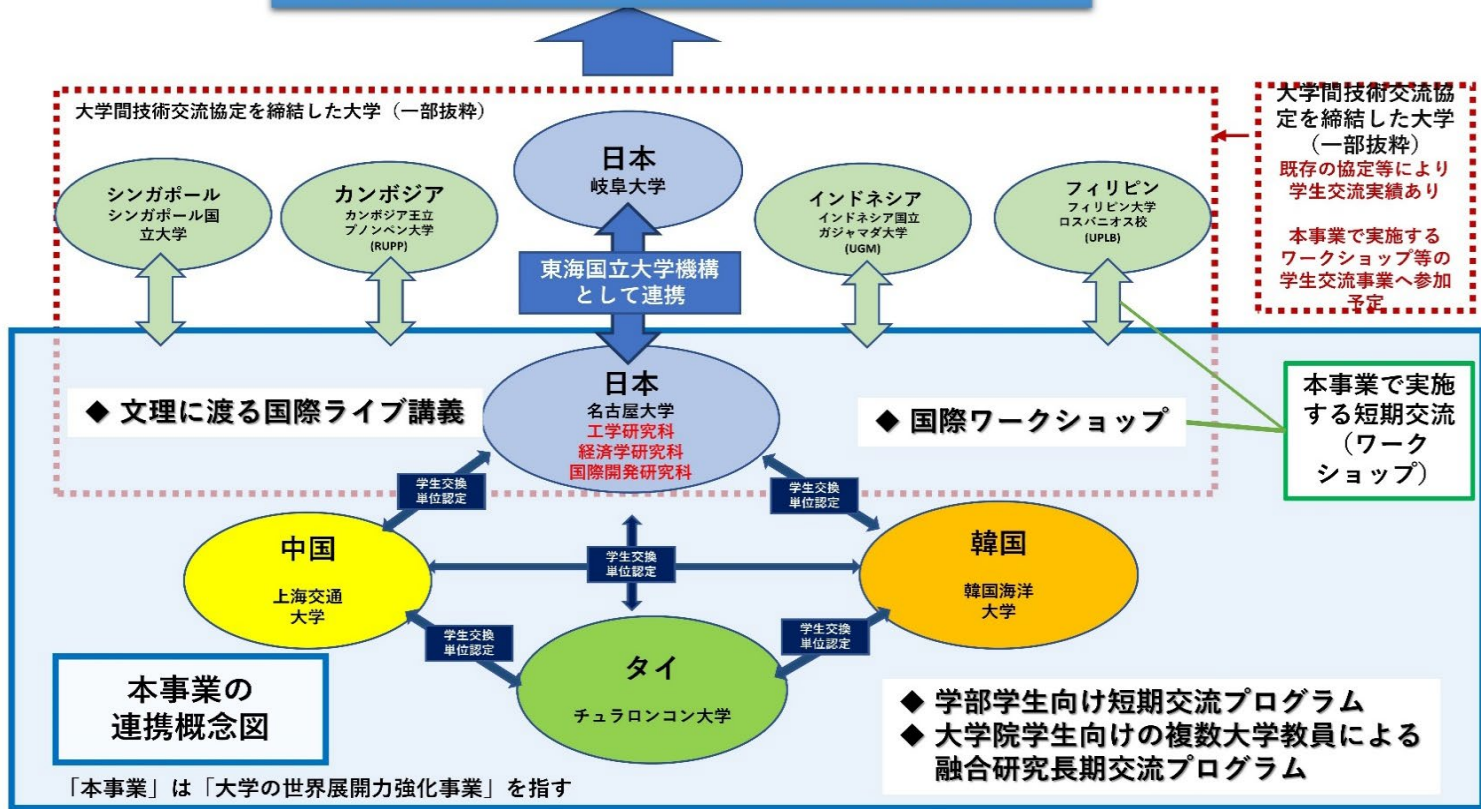 大学間技術交流協定を締結した大学（一部抜粋）
日本
岐阜大学
シンガポール
シンガポール国
立大学
カンボジア
カンボジア王立
プノンペン大学
(RUPP)
インドネシア
インドネシア国立
ガジャマダ大学
(UGM)
フィリピン
フィリピン大学
ロスバニオス校
(UPLB)
大学間技術交流協
定を締結した大学
（一部抜粋）
既存の協定等により
学生交流実績あり
本事業で実施する
ワークショップ等の
学生交流事業へ参加
予定
東海国立大学機構
として連携
日本
名古屋大学
工学研究科
経済学研究科
国際開発研究科
◆ 文理に渡る国際ライブ講義
◆ 国際ワークショップ
本事業で実施
する短期交流
（ワーク
ショップ）
学生交換
単位認定
学生交換
単位認定
中国
上海交通
大学
学生交換
単位認定
韓国
韓国海洋
大学
学生交換
単位認定
学生交換
単位認定
タイ
チュラロンコン大学
本事業の
連携概念図
◆ 学部学生向け短期交流プログラム
◆ 大学院学生向けの複数大学教員による
融合研究長期交流プログラム
「本事業」は「大学の世界展開力強化事業」を指す